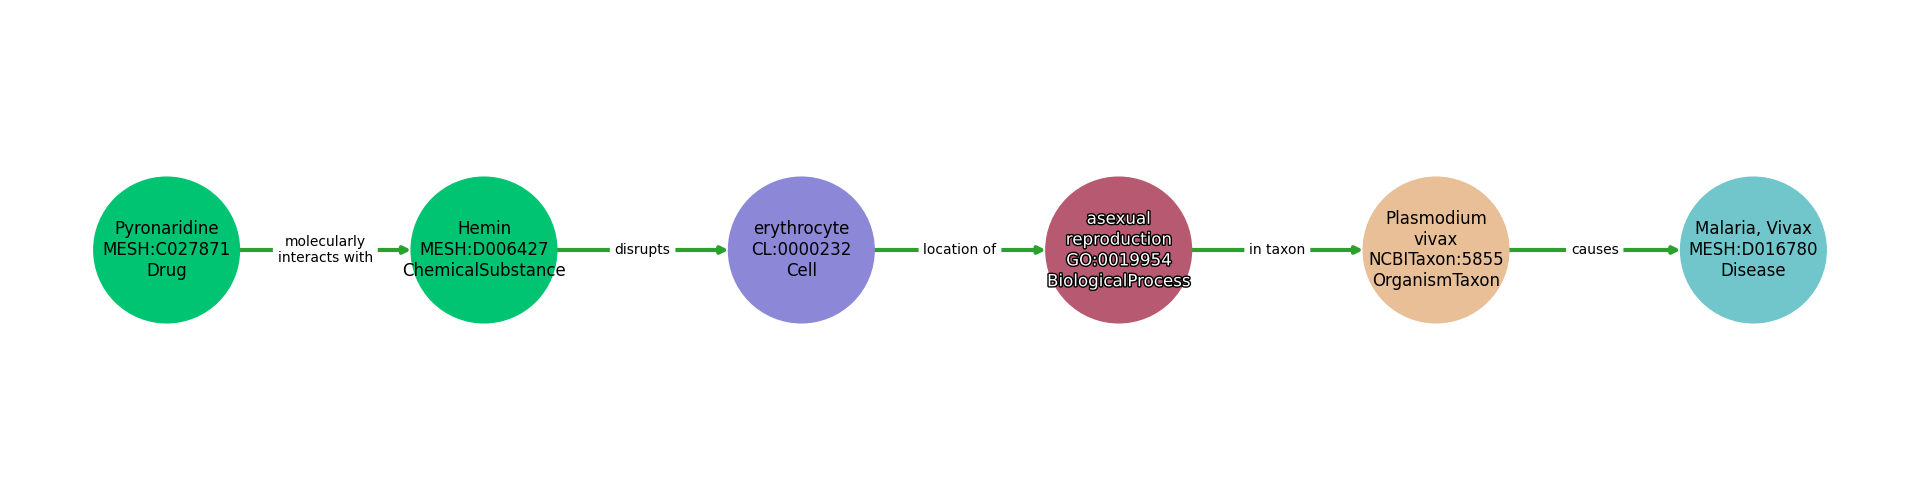 Pyronaridine
MESH:C027871
Drug
molecularly
interacts with
Hemin
MESH:D006427
ChemicalSubstance
disrupts
erythrocyte
CL:0000232
Cell
location of
asexual
reproduction
GO:0019954
BiologicalProcess
in taxon
Plasmodium
vivax
NCBITaxon:5855
OrganismTaxon
causes
Malaria, Vivax
MESH:D016780
Disease